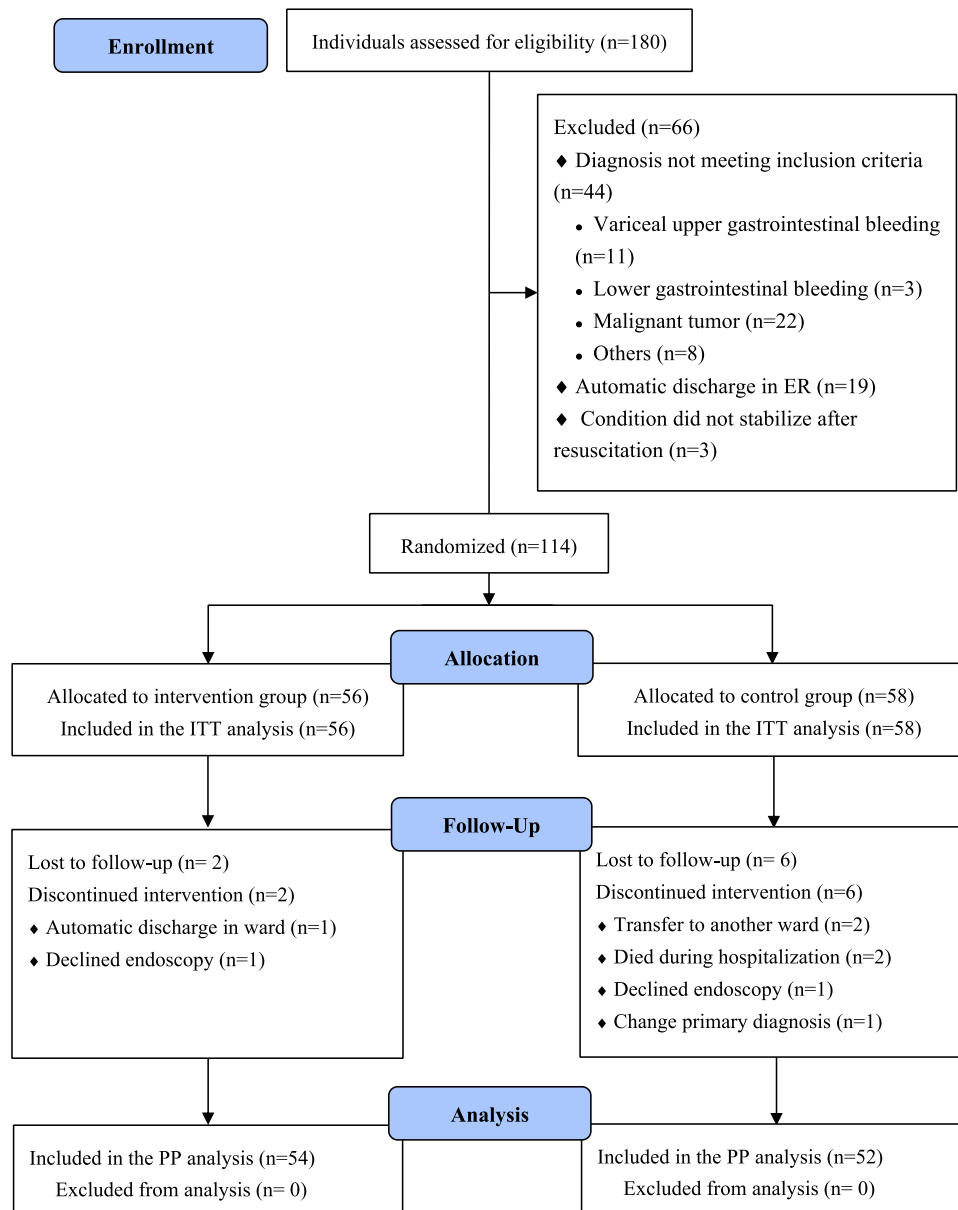 Enrollment
Individuals assessed for eligibility (n=180)
Excluded (n=66)
♦ Diagnosis not meeting inclusion criteria
(n=44)
• Variceal upper gastrointestinal bleeding
(n=11)
• Lower gastrointestinal bleeding (n=3)
• Malignant tumor (n=22)
• Others (n=8)
♦ Automatic discharge in ER (n=19)
♦ Condition did not stabilize after
resuscitation (n=3)
Randomized (n=114)
Allocation
Allocated to intervention group (n=56)
Included in the ITT analysis (n=56)
Allocated to control group (n=58)
Included in the ITT analysis (n=58)
Follow-Up
Lost to follow-up (n= 2)
Discontinued intervention (n=2)
♦ Automatic discharge in ward (n=1)
♦ Declined endoscopy (n=1)
Lost to follow-up (n= 6)
Discontinued intervention (n=6)
♦ Transfer to another ward (n=2)
♦ Died during hospitalization (n=2)
♦ Declined endoscopy (n=1)
♦ Change primary diagnosis (n=1)
Analysis
Included in the PP analysis (n=54)
Excluded from analysis (n= 0)
Included in the PP analysis (n=52)
Excluded from analysis (n= 0)